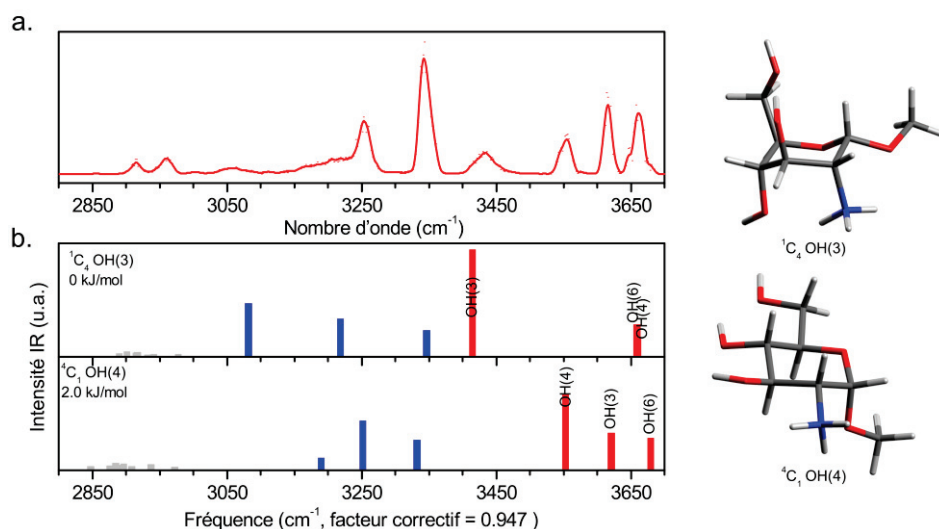 a.
2850 3050 3250 3450 3650
Nombre d'onde (cm⁻¹)
¹C₄ OH(3)
b.
¹C₄ OH(3)
0 kJ/mol
OH(3)
OH(6)
OH(4)
⁴C₁ OH(4)
2.0 kJ/mol
OH(4)
OH(3)
OH(6)
Intensité IR (u.a.)
2850 3050 3250 3450 3650
Fréquence (cm⁻¹, facteur correctif = 0.947 )
⁴C₁ OH(4)